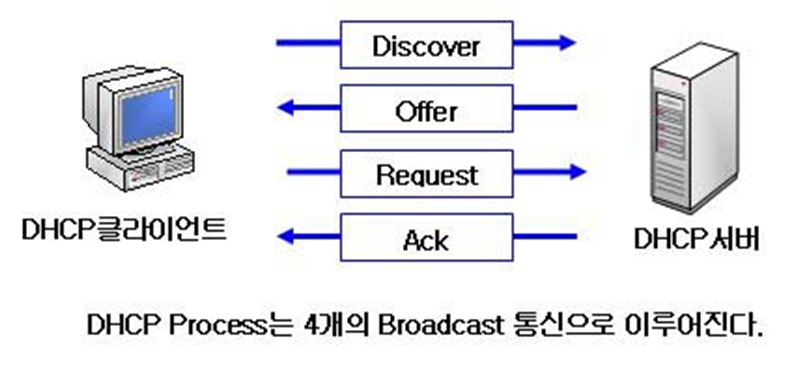 Discover
Offer
Request
Ack
DHCP클라이언트
DHCP서버
DHCP Process는 4개의 Broadcast 통신으로 이루어진다.